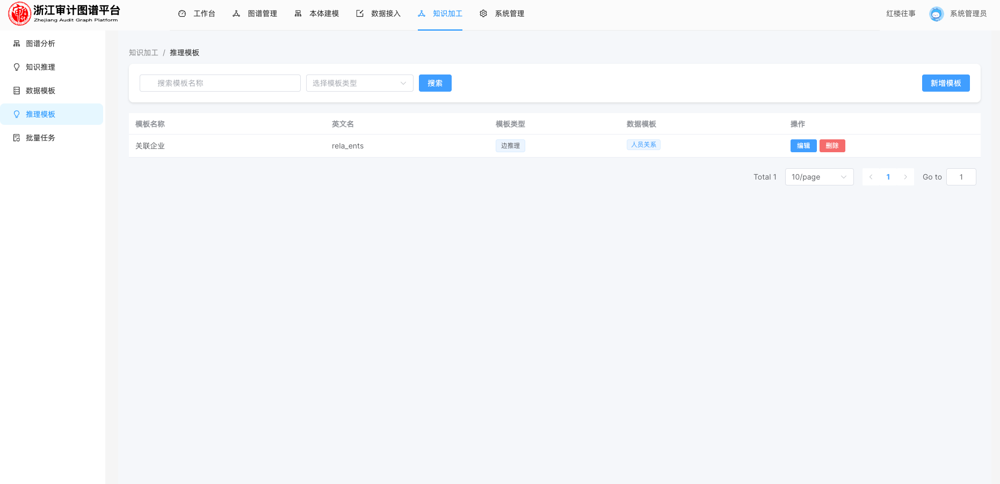 浙江审计图谱平台
Zhejiang Audit Graph Platform
工作台
图谱管理
本体建模
数据接入
知识加工
系统管理
红楼往事
系统管理员
图谱分析
知识推理
数据模板
推理模板
批量任务
知识加工 / 推理模板
搜索模板名称
选择模板类型
搜索
新增模板
模板名称 英文名 模板类型 数据模板 操作
关联企业 rela_ents 边推理 人员关系 编辑 删除
Total 1 10/page 1 Go to 1